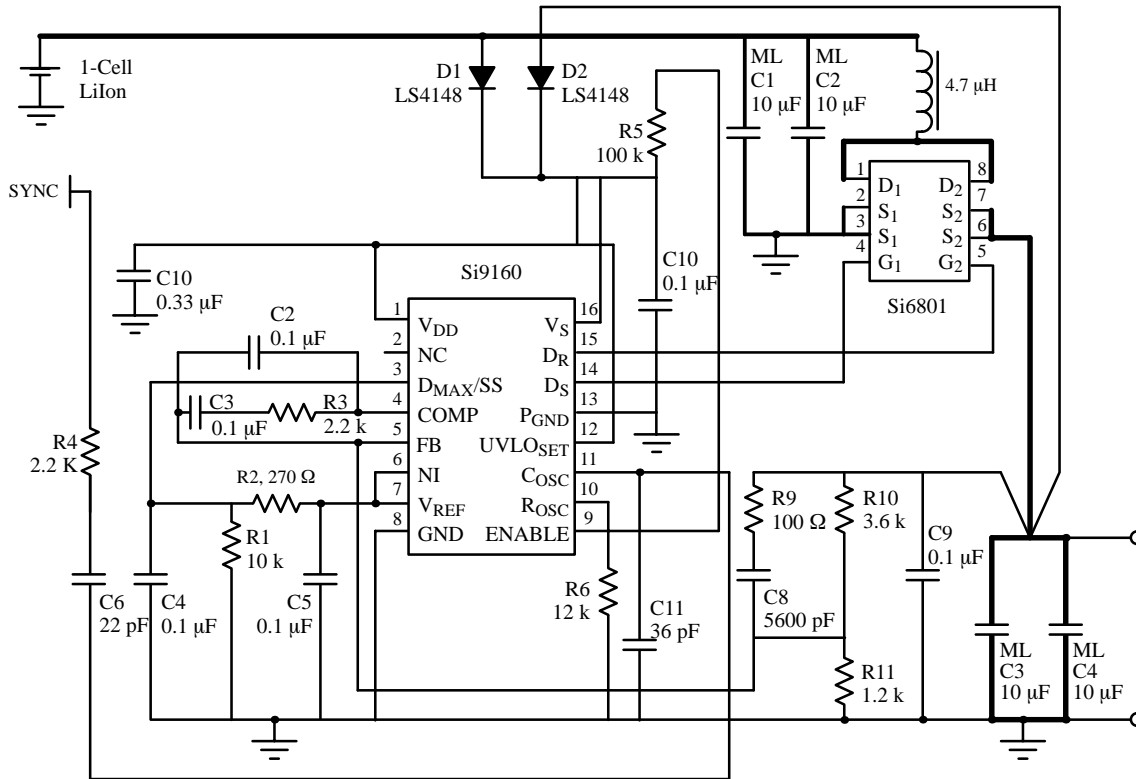 1-Cell
LiIon
D1
LS4148
D2
LS4148
ML
C1
10 µF
ML
C2
10 µF
4.7 µH
R5
100 k
SYNC
1
2
3
4
D1
S1
S1
G1
D2
S2
S2
G2
8
7
6
5
Si6801
C10
0.33 µF
C10
0.1 µF
Si9160
C2
0.1 µF
C3
0.1 µF
R3
2.2 k
1
2
3
4
5
6
7
8
VDD
NC
DMAX/SS
COMP
FB
NI
VREF
GND
VS
DR
DS
PGND
UVLOSET
COSC
ROSC
ENABLE
16
15
14
13
12
11
10
9
R4
2.2 K
R2, 270 Ω
R1
10 k
C6
22 pF
C4
0.1 µF
C5
0.1 µF
R6
12 k
C11
36 pF
R9
100 Ω
R10
3.6 k
C9
0.1 µF
C8
5600 pF
R11
1.2 k
ML
C3
10 µF
ML
C4
10 µF